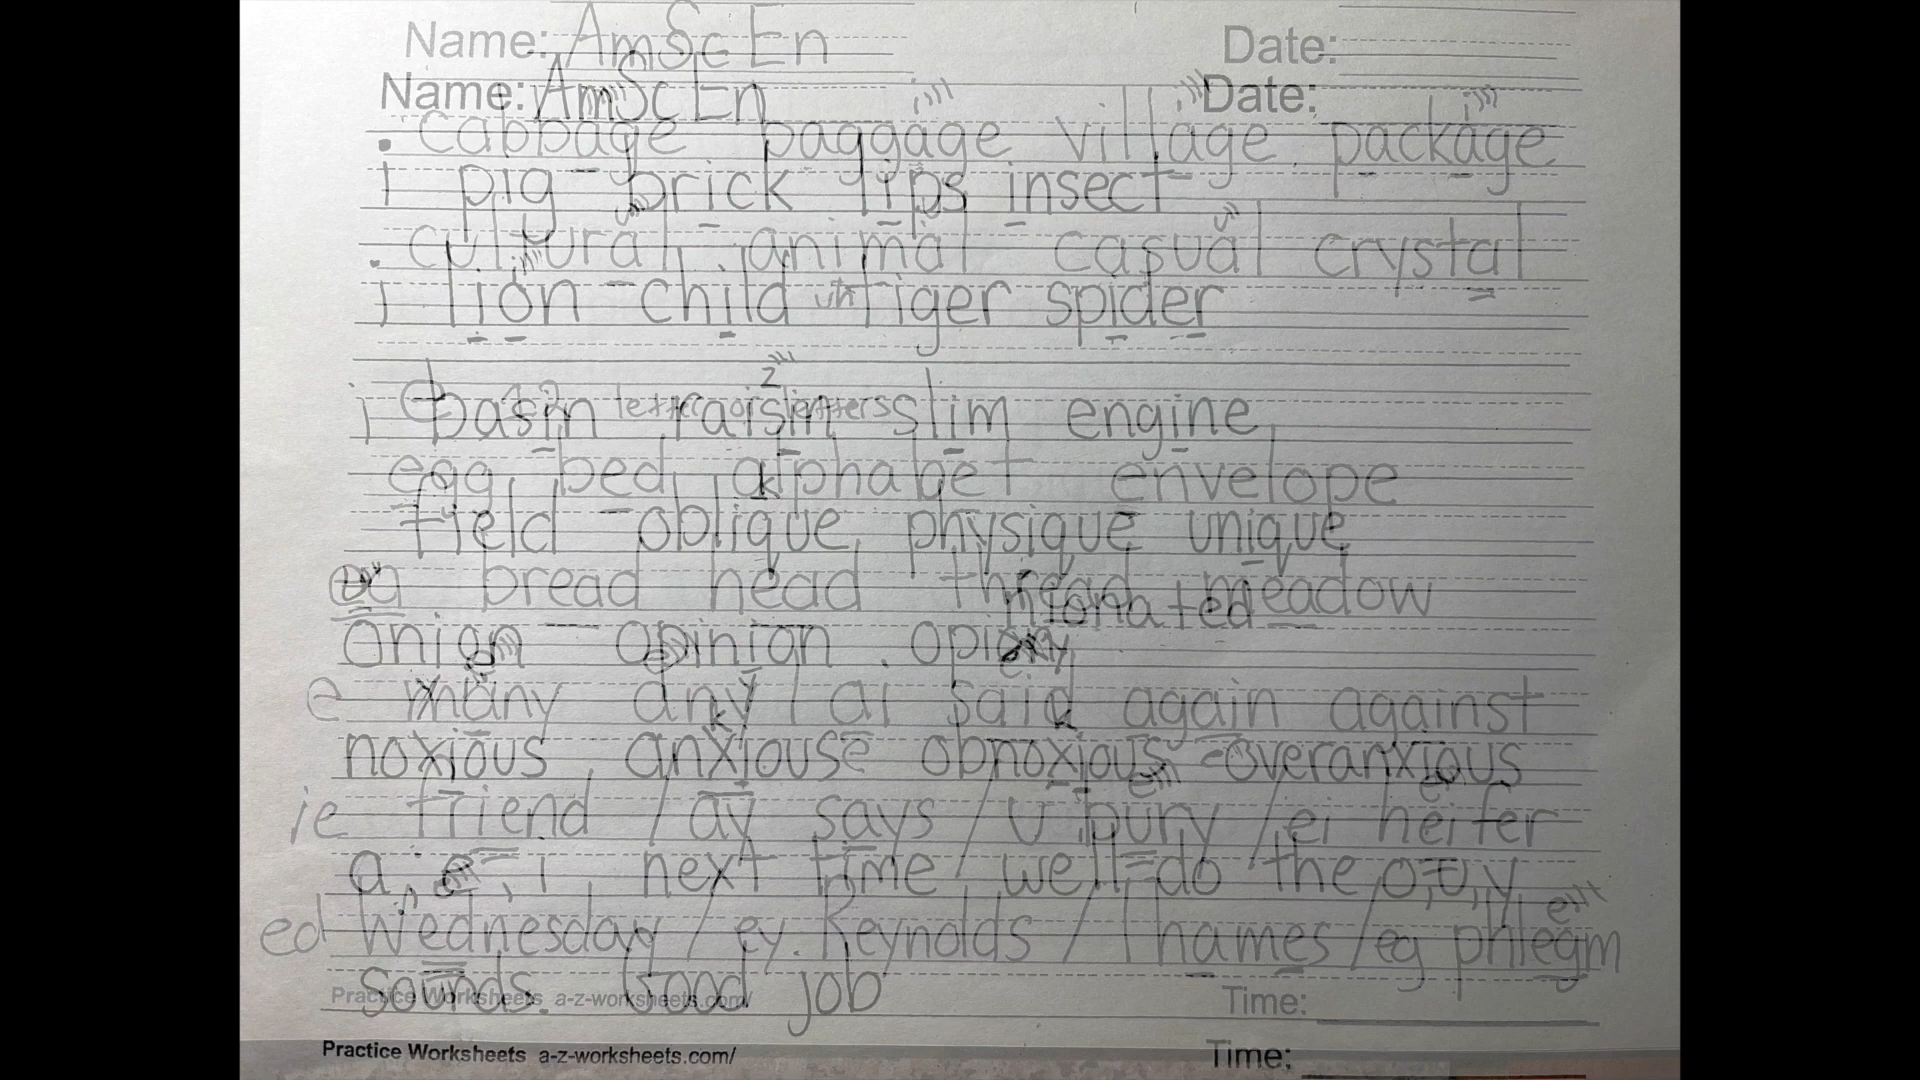 Name: AmScEn Date:
Name: AmScEn Date:
. cabbage baggage village package
i pig - brick lips insect
. cultural animal casual crystal
i lion - child uh tiger spider
z
i basin letter or letters raisin slim engine
egg bed alphabet envelope
field - oblique physique unique
ea bread head thread meadow
onion - opinion
e many any / ai said again against
noxious anxiouse obnoxious - overanxious
ie friend / ay says / u bury / ei heifer
a, e, i next time we'll do the o, u, y
ed Wednesday / ey. Reynolds / Thames / eg phlegm
sounds. Good job
Practice Worksheets a-z-worksheets.com/ Time:
Practice Worksheets a-z-worksheets.com/ Time: